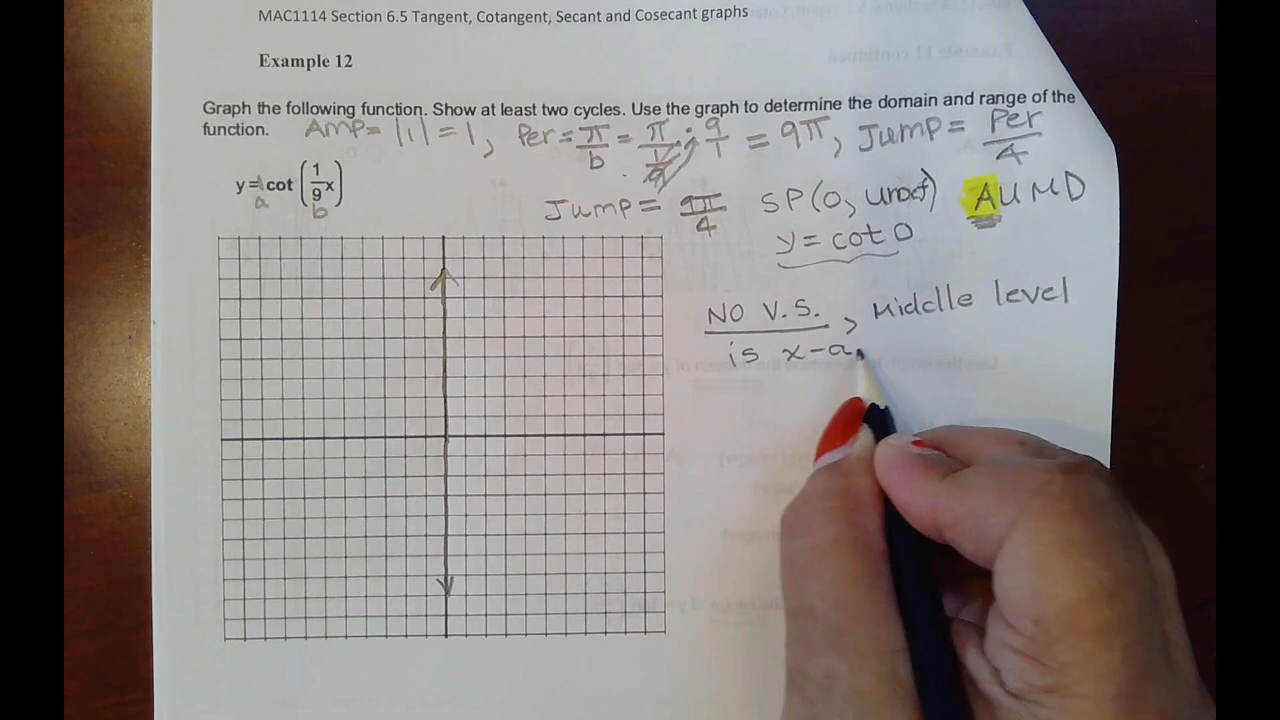 MAC1114 Section 6.5 Tangent, Cotangent, Secant and Cosecant graphs
Example 12
Graph the following function. Show at least two cycles. Use the graph to determine the domain and range of the
function. Amp = |1| = 1, Per = π/b = π/(1/9) · 9/1 = 9π, Jump = Per/4
y = 1 cot (1/9 x)
a b
Jump = 9π/4 SP(0, undef) AUMD
y = cot 0
NO V.S., Middle level
is x-a